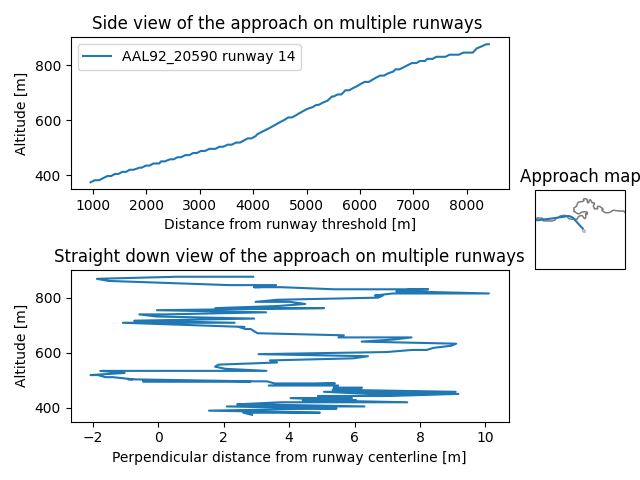 Side view of the approach on multiple runways
AAL92_20590 runway 14
Altitude [m]
800
600
400
1000 2000 3000 4000 5000 6000 7000 8000
Distance from runway threshold [m]
Approach map
Straight down view of the approach on multiple runways
Altitude [m]
800
600
400
−2 0 2 4 6 8 10
Perpendicular distance from runway centerline [m]